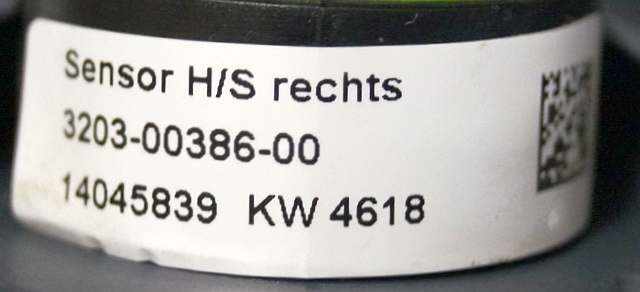 Sensor H/S rechts
3203-00386-00
14045839 KW 4618